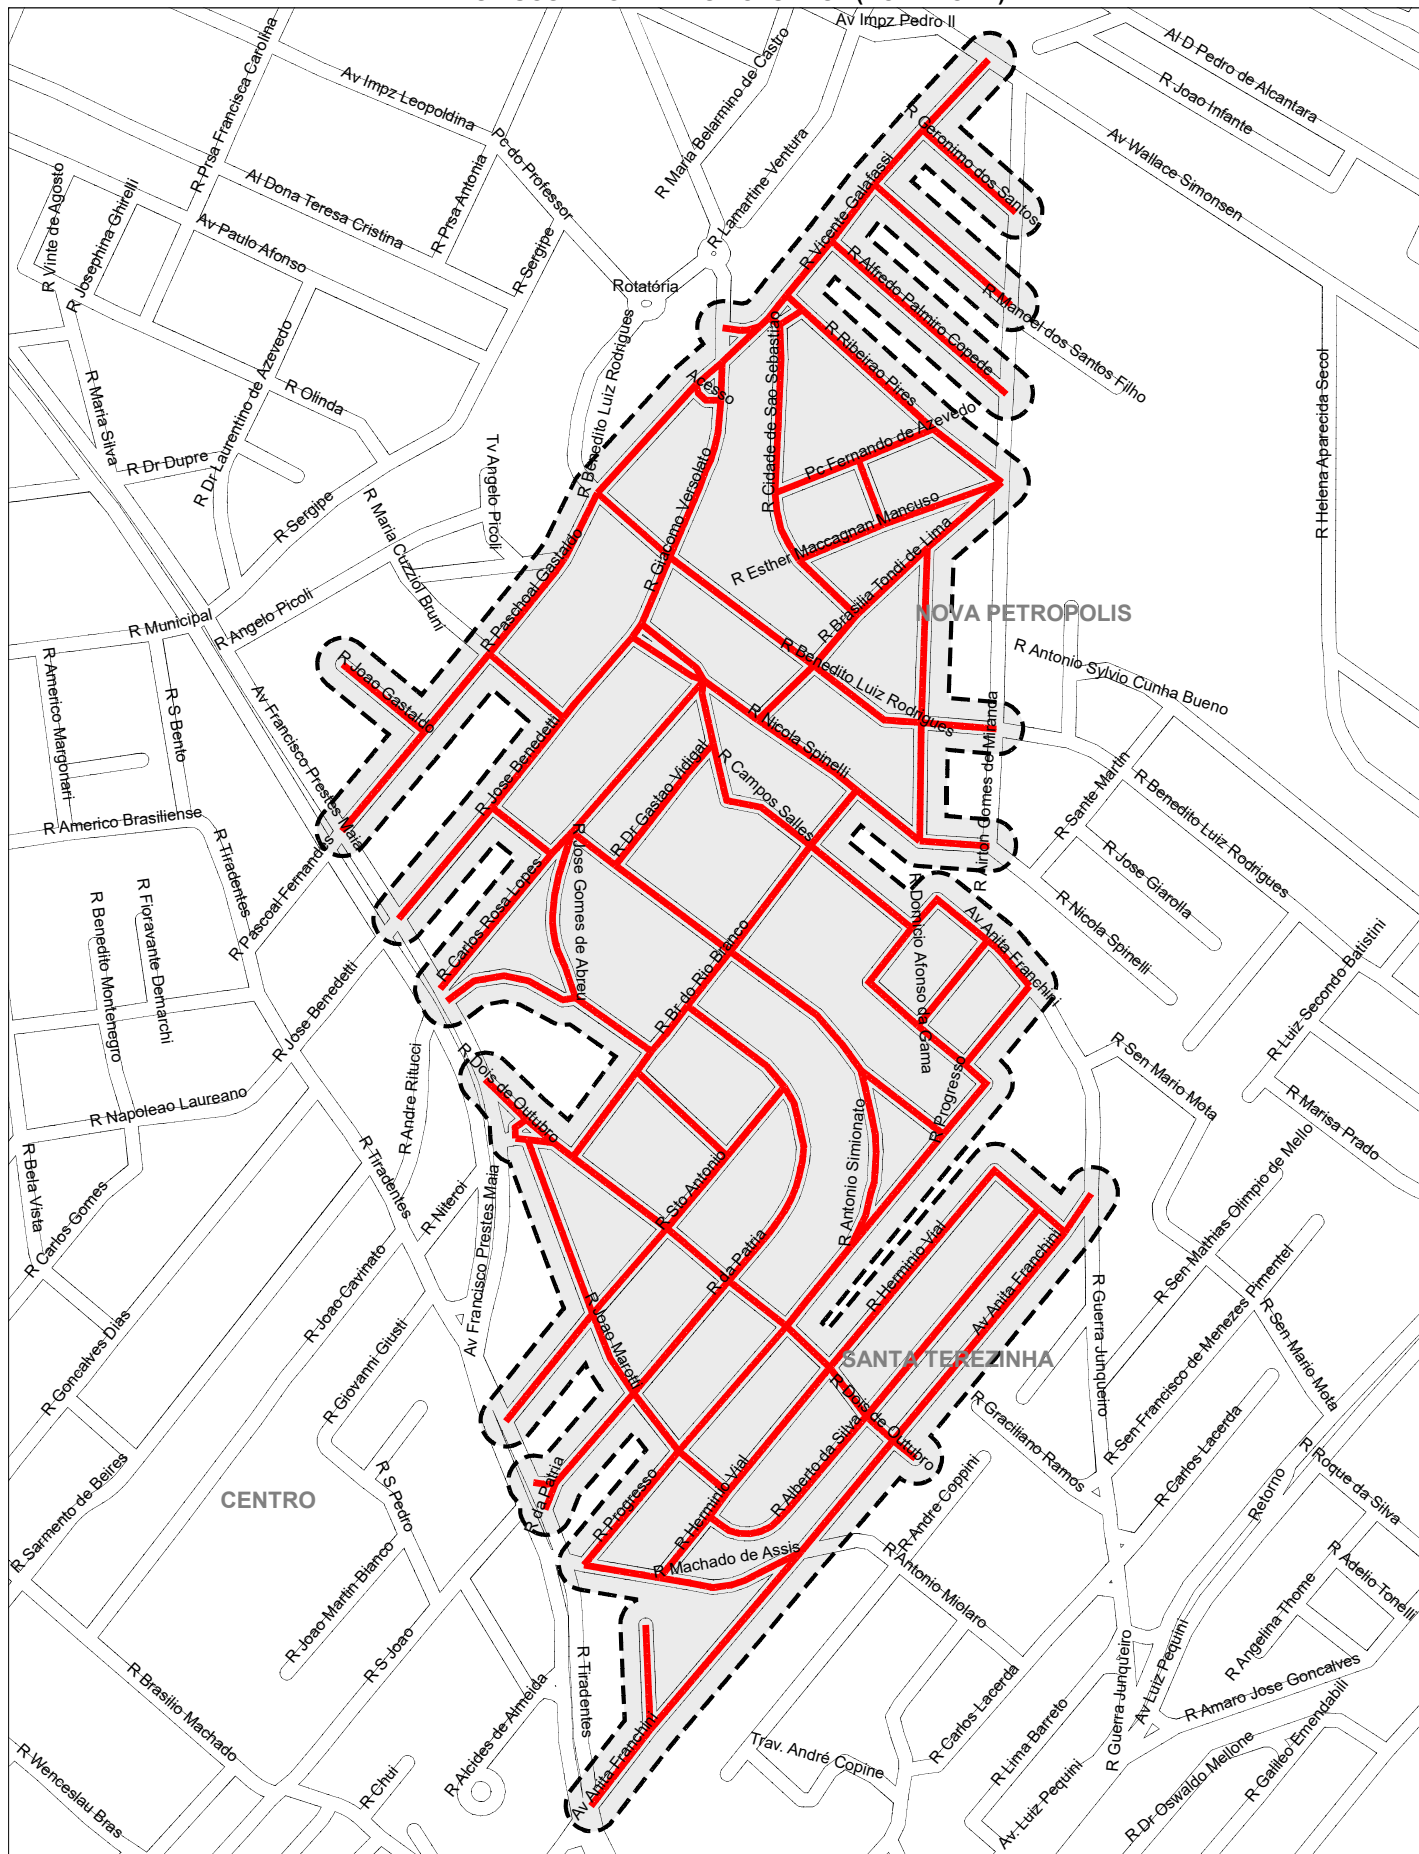 Av Impz Pedro II
Al D Pedro de Alcantara
R Joao Infante
Av Wallace Simonsen
R Prsa Francisca Carolina
Av Impz Leopoldina
R Maria Belarmino de Castro
R Geronimo dos Santos
Pc do Professor
R Lamartine Ventura
R Vinte de Agosto
R Josephina Ghirelli
Al Dona Teresa Cristina
R Prsa Antonia
Av Paulo Afonso
R Sergipe
R Vicente Galafassi
R Alfredo Palmiro Copede
R Manoel dos Santos Filho
Rotatória
R Ribeirao Pires
R Cidade de Sao Sebastiao
R Helena Aparecida Secol
R Dr Laurentino de Azevedo
R Olinda
R Benedito Luiz Rodrigues
Acesso
R Maria Silva
R Dr Dupre
Tv Angelo Picoli
Pc Fernando de Azevedo
R Giacomo Versolato
R Sergipe
R Maria Cuzziol Bruni
R Esther Maccagnan Mancuso
R Brasilia Tondi de Lima
R Angelo Picoli
R Municipal
R Paschoal Gastaldo
NOVA PETROPOLIS
R Antonio Sylvio Cunha Bueno
R Joao Gastaldo
R Benedito Luiz Rodrigues
R Americo Margonari
R S Bento
Av Francisco Prestes Maia
R Jose Benedetti
R Nicola Spinelli
R Airton Gomes de Miranda
R Campos Salles
R Dr Gastao Vidigal
R Sante Martin
R Benedito Luiz Rodrigues
R Americo Brasiliense
R Tiradentes
R Pascoal Fernandes
R Jose Gomes de Abreu
R Carlos Rosa Lopes
R Jose Giarolla
R Nicola Spinelli
R Domicio Afonso da Gama
Av Anita Franchini
R Benedito Montenegro
R Fioravante Demarchi
R Jose Benedetti
R Br do Rio Branco
R Luiz Secondo Batistini
R Andre Ritucci
R Dois de Outubro
R Sen Mario Mota
R Progresso
R Napoleao Laureano
R Marisa Prado
R Bela Vista
R Tiradentes
R Antonio Simionato
R Sto Antonio
R Carlos Gomes
R Niteroi
Av Francisco Prestes Maia
R Sen Mathias Olimpio de Mello
R Herminio Vial
R da Patria
Av Anita Franchini
R Joao Cavinato
R Sen Francisco de Menezes Pimentel
R Sen Mario Mota
R Guerra Junqueiro
R Goncalves Dias
R Giovanni Giusti
R Joao Marotti
SANTA TEREZINHA
R Dois de Outubro
R Graciliano Ramos
R Carlos Lacerda
R Roque da Silva
Retorno
R Sarmento de Beires
CENTRO
R S Pedro
R da Patria
R Progresso
R Herminio Vial
R Alberto da Silva
R Andre Coppini
R Machado de Assis
R Antonio Miolaro
R Adelio Tonelli
R Angelina Thome
R Joao Martin Bianco
R S Joao
R Tiradentes
R Guerra Junqueiro
Av Luiz Pequini
R Amaro Jose Goncalves
R Brasilio Machado
R Alcides de Almeida
Av Anita Franchini
Trav. André Copine
R Carlos Lacerda
R Lima Barreto
R Galileo Emendabili
R Wenceslau Bras
R Chui
Av. Luiz Pequini
R Dr Oswaldo Mellone